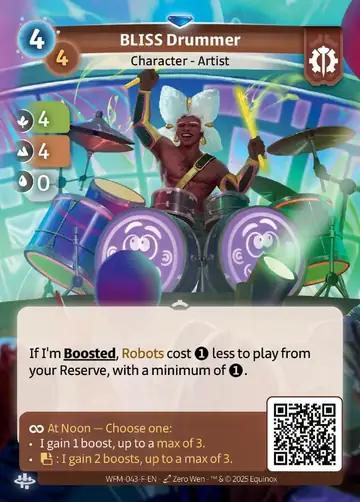 4
BLISS Drummer
4
Character - Artist
4
4
0
If I'm Boosted, Robots cost 1 less to play from
your Reserve, with a minimum of 1.
At Noon — Choose one:
• I gain 1 boost, up to a max of 3.
• : I gain 2 boosts, up to a max of 3.
WFM-043-F-EN - Zero Wen - ™ & © 2025 Equinox